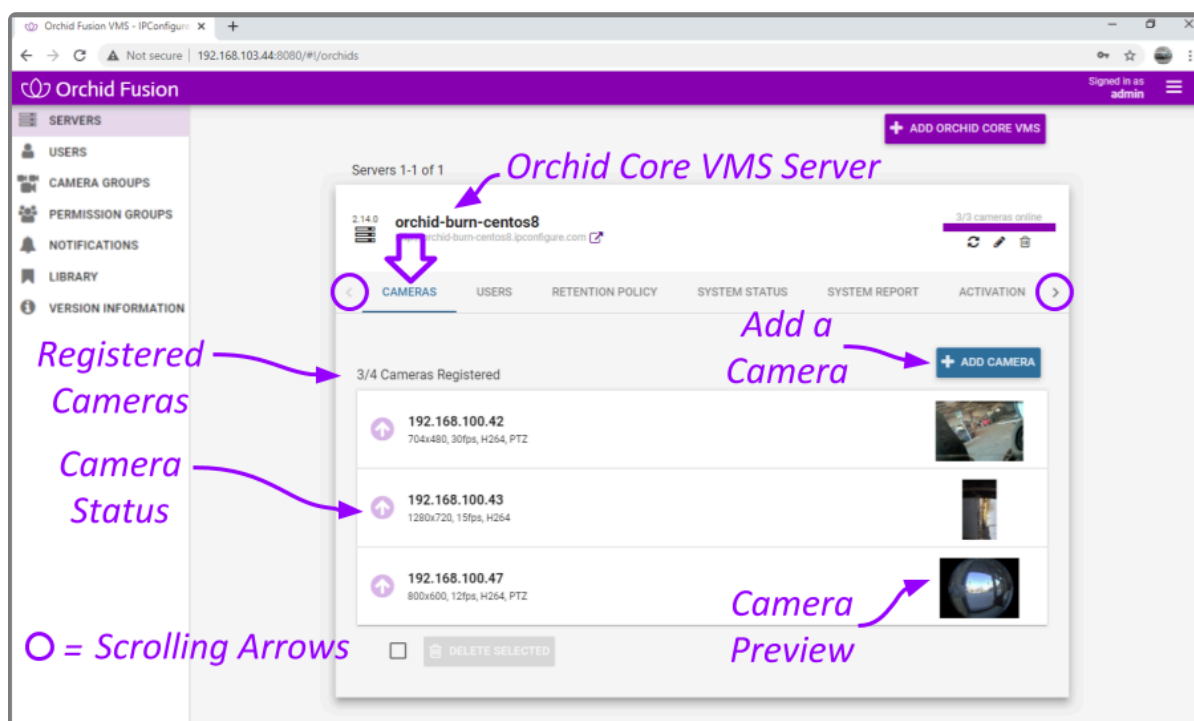 Orchid Fusion VMS - IPConfigure
Not secure | 192.168.103.44:8080/#!/orchids
Orchid Fusion
Signed in as
admin
SERVERS
USERS
CAMERA GROUPS
PERMISSION GROUPS
NOTIFICATIONS
LIBRARY
VERSION INFORMATION
+ ADD ORCHID CORE VMS
Servers 1-1 of 1
Orchid Core VMS Server
2.14.0
orchid-burn-centos8
orchid-burn-centos8.ipconfigure.com
3/3 cameras online
CAMERAS USERS RETENTION POLICY SYSTEM STATUS SYSTEM REPORT ACTIVATION
Add a
Camera
+ ADD CAMERA
Registered
Cameras
3/4 Cameras Registered
192.168.100.42
704x480, 30fps, H264, PTZ
Camera
Status
192.168.100.43
1280x720, 15fps, H264
192.168.100.47
800x600, 12fps, H264, PTZ
Camera
Preview
O = Scrolling Arrows
DELETE SELECTED